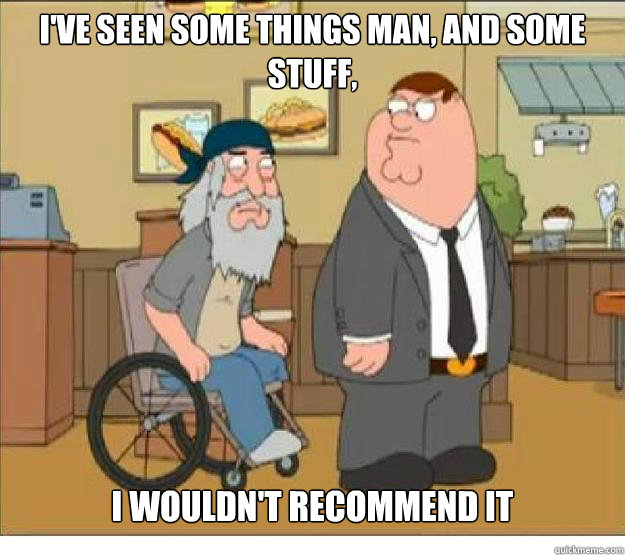 I'VE SEEN SOME THINGS MAN, AND SOME
STUFF,
I WOULDN'T RECOMMEND IT
quickmeme.com